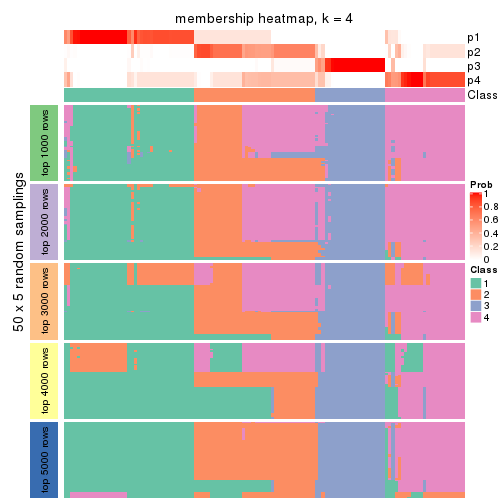 membership heatmap, k = 4
p1
p2
p3
p4
Class
50 x 5 random samplings
top 1000 rows
top 2000 rows
top 3000 rows
top 4000 rows
top 5000 rows
Prob
1
0.8
0.6
0.4
0.2
0
Class
1
2
3
4